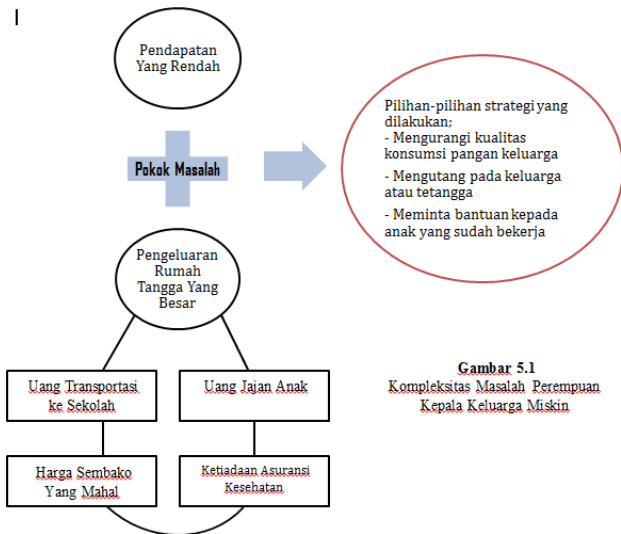 Pendapatan
Yang Rendah
Pokok Masalah
Pilihan-pilihan strategi yang
dilakukan;
- Mengurangi kualitas
konsumsi pangan keluarga
- Mengutang pada keluarga
atau tetangga
- Meminta bantuan kepada
anak yang sudah bekerja
Pengeluaran
Rumah
Tangga Yang
Besar
Uang Transportasi
ke Sekolah
Uang Jajan Anak
Harga Sembako
Yang Mahal
Ketiadaan Asuransi
Kesehatan
Gambar 5.1
Kompleksitas Masalah Perempuan
Kepala Keluarga Miskin